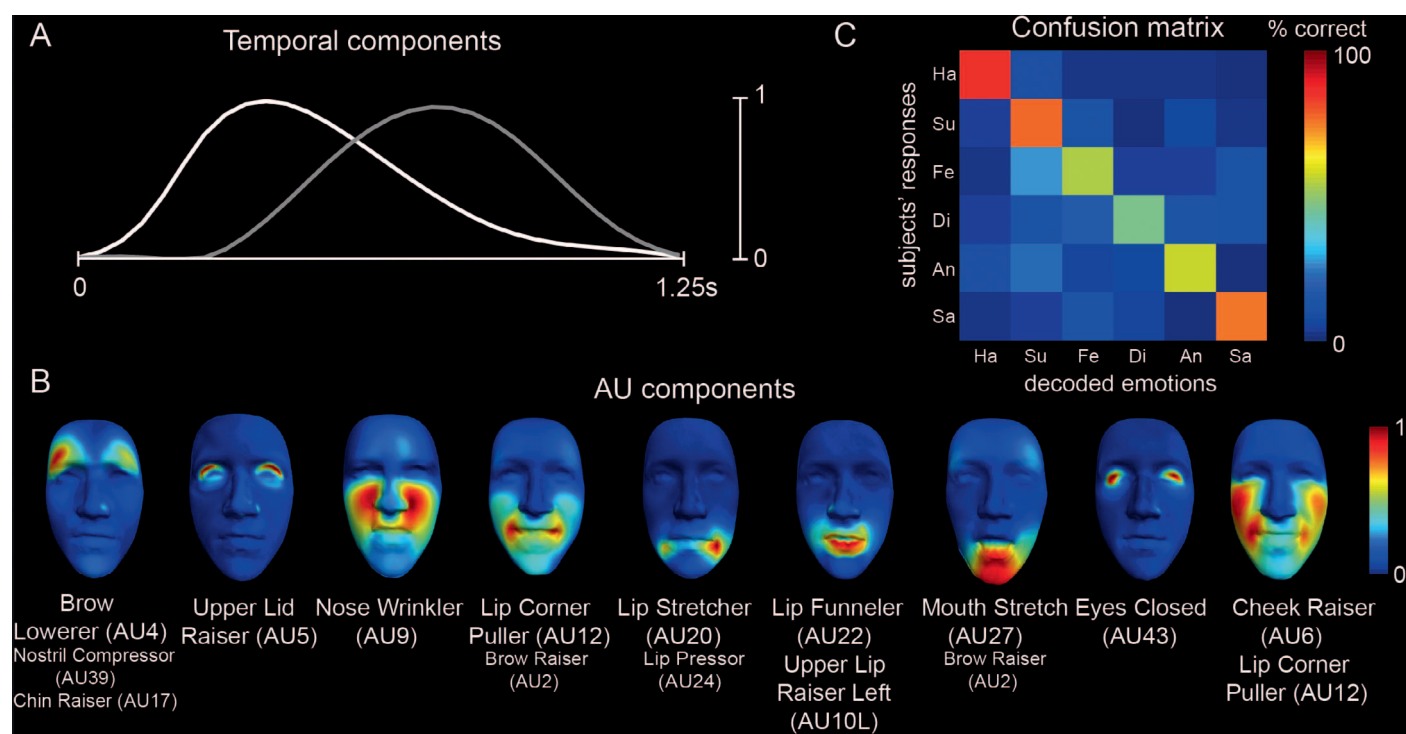 A
Temporal components
1
0
0
1.25s
C
Confusion matrix
% correct
100
0
subjects' responses
Ha
Su
Fe
Di
An
Sa
Ha Su Fe Di An Sa
decoded emotions
B
AU components
1
0
Brow
Lowerer (AU4)
Nostril Compressor
(AU39)
Chin Raiser (AU17)
Upper Lid
Raiser (AU5)
Nose Wrinkler
(AU9)
Lip Corner
Puller (AU12)
Brow Raiser
(AU2)
Lip Stretcher
(AU20)
Lip Pressor
(AU24)
Lip Funneler
(AU22)
Upper Lip
Raiser Left
(AU10L)
Mouth Stretch
(AU27)
Brow Raiser
(AU2)
Eyes Closed
(AU43)
Cheek Raiser
(AU6)
Lip Corner
Puller (AU12)